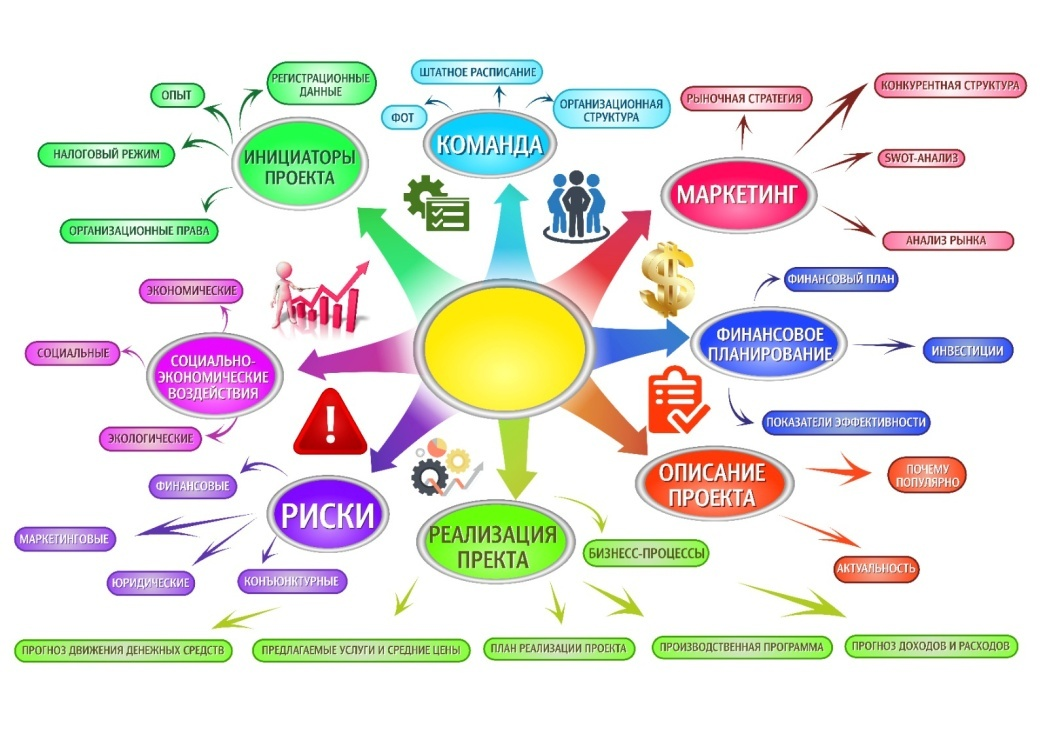 ОПЫТ
РЕГИСТРАЦИОННЫЕ
ДАННЫЕ
НАЛОГОВЫЙ РЕЖИМ
ОРГАНИЗАЦИОННЫЕ ПРАВА
ИНИЦИАТОРЫ
ПРОЕКТА
ШТАТНОЕ РАСПИСАНИЕ
ФОТ
ОРГАНИЗАЦИОННАЯ
СТРУКТУРА
КОМАНДА
РЫНОЧНАЯ СТРАТЕГИЯ
КОНКУРЕНТНАЯ СТРУКТУРА
SWOT-АНАЛИЗ
АНАЛИЗ РЫНКА
МАРКЕТИНГ
ФИНАНСОВЫЙ ПЛАН
ИНВЕСТИЦИИ
ПОКАЗАТЕЛИ ЭФФЕКТИВНОСТИ
ФИНАНСОВОЕ
ПЛАНИРОВАНИЕ
ОПИСАНИЕ
ПРОЕКТА
ПОЧЕМУ
ПОПУЛЯРНО
АКТУАЛЬНОСТЬ
ЭКОНОМИЧЕСКИЕ
СОЦИАЛЬНЫЕ
ЭКОЛОГИЧЕСКИЕ
СОЦИАЛЬНО-
ЭКОНОМИЧЕСКИЕ
ВОЗДЕЙСТВИЯ
ФИНАНСОВЫЕ
МАРКЕТИНГОВЫЕ
ЮРИДИЧЕСКИЕ
КОНЪЮНКТУРНЫЕ
РИСКИ
РЕАЛИЗАЦИЯ
ПРЕКТА
БИЗНЕСС-ПРОЦЕССЫ
ПРОГНОЗ ДВИЖЕНИЯ ДЕНЕЖНЫХ СРЕДСТВ
ПРЕДЛАГАЕМЫЕ УСЛУГИ И СРЕДНИЕ ЦЕНЫ
ПЛАН РЕАЛИЗАЦИИ ПРОЕКТА
ПРОИЗВОДСТВЕННАЯ ПРОГРАММА
ПРОГНОЗ ДОХОДОВ И РАСХОДОВ